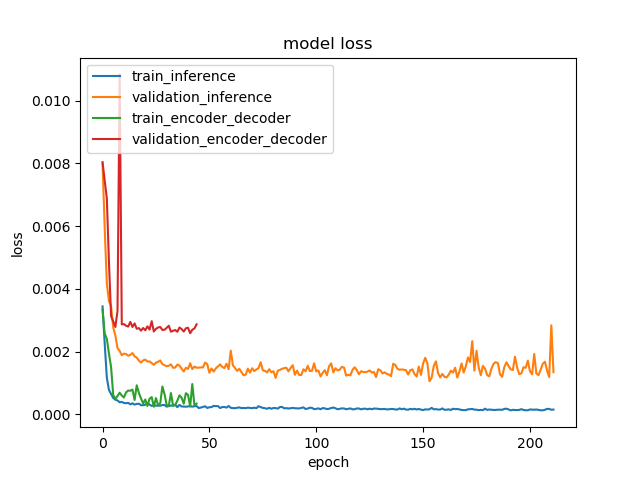 model loss
train_inference
validation_inference
train_encoder_decoder
validation_encoder_decoder
0.010
0.008
0.006
0.004
0.002
0.000
loss
0 50 100 150 200
epoch